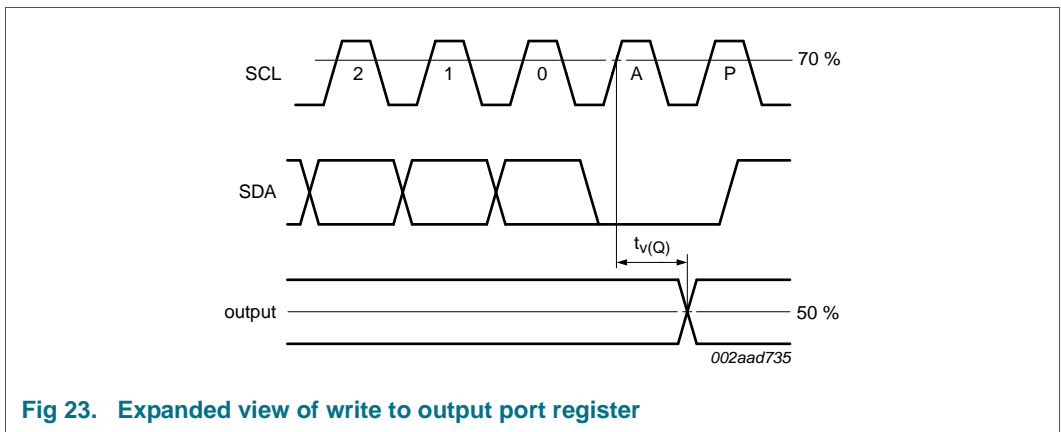 SCL 2 1 0 A P 70 %
SDA
tv(Q)
output 50 %
002aad735
Fig 23. Expanded view of write to output port register